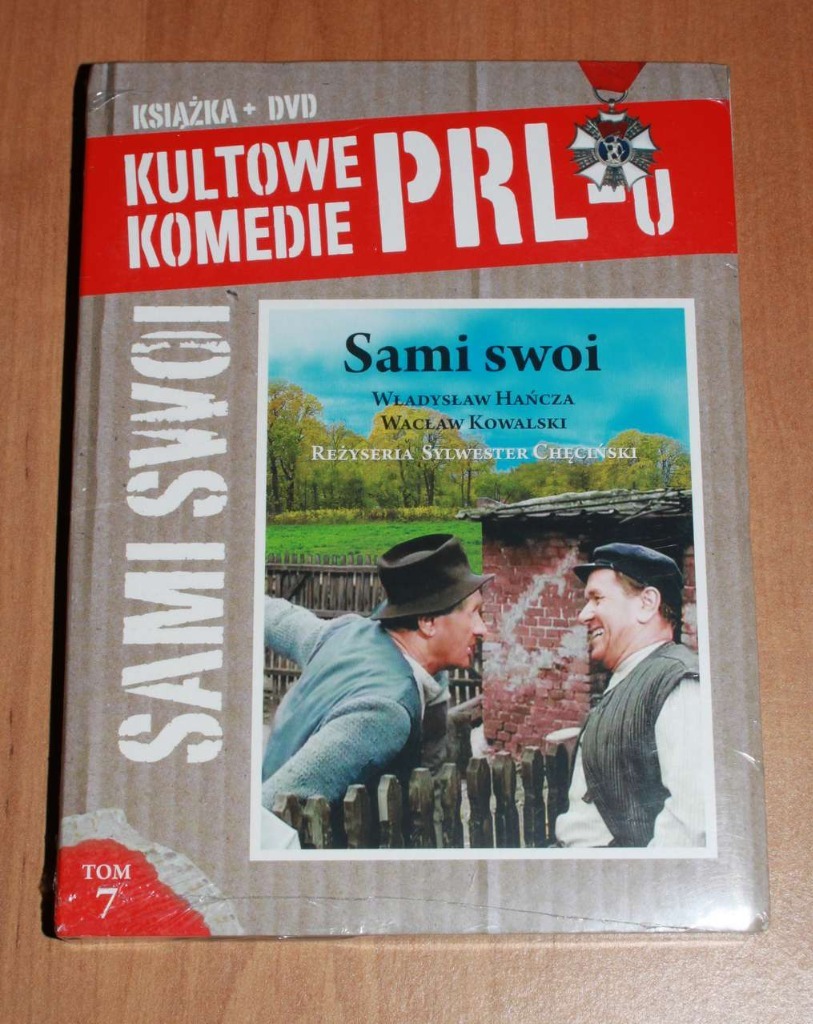 KSIĄŻKA + DVD
KULTOWE
KOMEDIE
PRL-U
SAMI SWOI
Sami swoi
Władysław Hańcza
Wacław Kowalski
Reżyseria Sylwester Chęciński
TOM
7